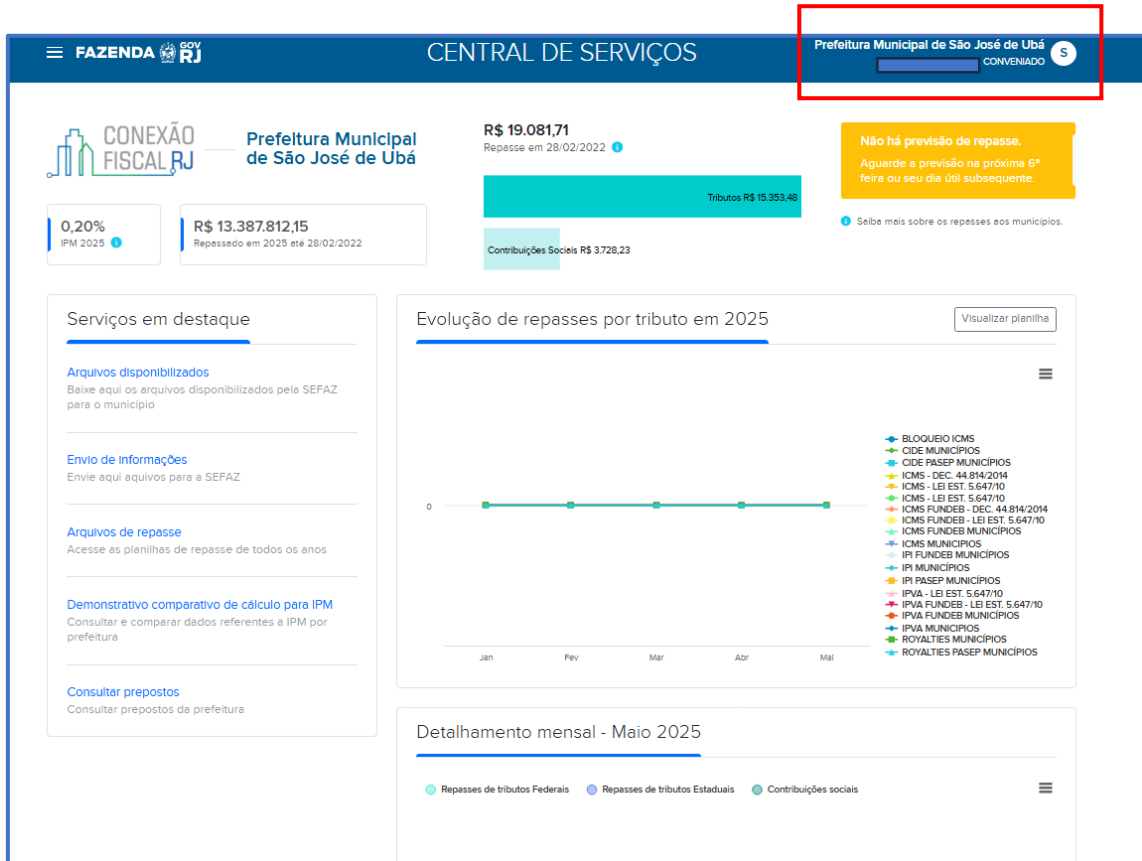 FAZENDA GOV RJ
CENTRAL DE SERVIÇOS
Prefeitura Municipal de São José de Ubá
CONVENIADO
S
CONEXÃO
FISCAL RJ
Prefeitura Municipal
de São José de Ubá
0,20%
IPM 2025
R$ 13.387.812,15
Repassado em 2025 até 28/02/2022
R$ 19.081,71
Repasse em 28/02/2022
Tributos R$ 15.353,48
Contribuições Sociais R$ 3.728,23
Não há previsão de repasse.
Aguarde a previsão na próxima 6ª
feira ou seu dia útil subsequente.
Saiba mais sobre os repasses aos municípios.
Serviços em destaque
Arquivos disponibilizados
Baixe aqui os arquivos disponibilizados pela SEFAZ
para o município
Envio de informações
Envie aqui aquivos para a SEFAZ
Arquivos de repasse
Acesse as planilhas de repasse de todos os anos
Demonstrativo comparativo de cálculo para IPM
Consultar e comparar dados referentes a IPM por
prefeitura
Consultar prepostos
Consultar prepostos da prefeitura
Evolução de repasses por tributo em 2025
Visualizar planilha
0
Jan Fev Mar Abr Mai
BLOQUEIO ICMS
CIDE MUNICÍPIOS
CIDE PASEP MUNICÍPIOS
ICMS - DEC. 44.814/2014
ICMS - LEI EST. 5.647/10
ICMS - LEI EST. 5.647/10
ICMS FUNDEB - DEC. 44.814/2014
ICMS FUNDEB - LEI EST. 5.647/10
ICMS FUNDEB MUNICÍPIOS
ICMS MUNICIPIOS
IPI FUNDEB MUNICÍPIOS
IPI MUNICÍPIOS
IPI PASEP MUNICÍPIOS
IPVA - LEI EST. 5.647/10
IPVA FUNDEB - LEI EST. 5.647/10
IPVA FUNDEB MUNICÍPIOS
IPVA MUNICIPIOS
ROYALTIES MUNICÍPIOS
ROYALTIES PASEP MUNICÍPIOS
Detalhamento mensal - Maio 2025
Repasses de tributos Federais Repasses de tributos Estaduais Contribuições sociais